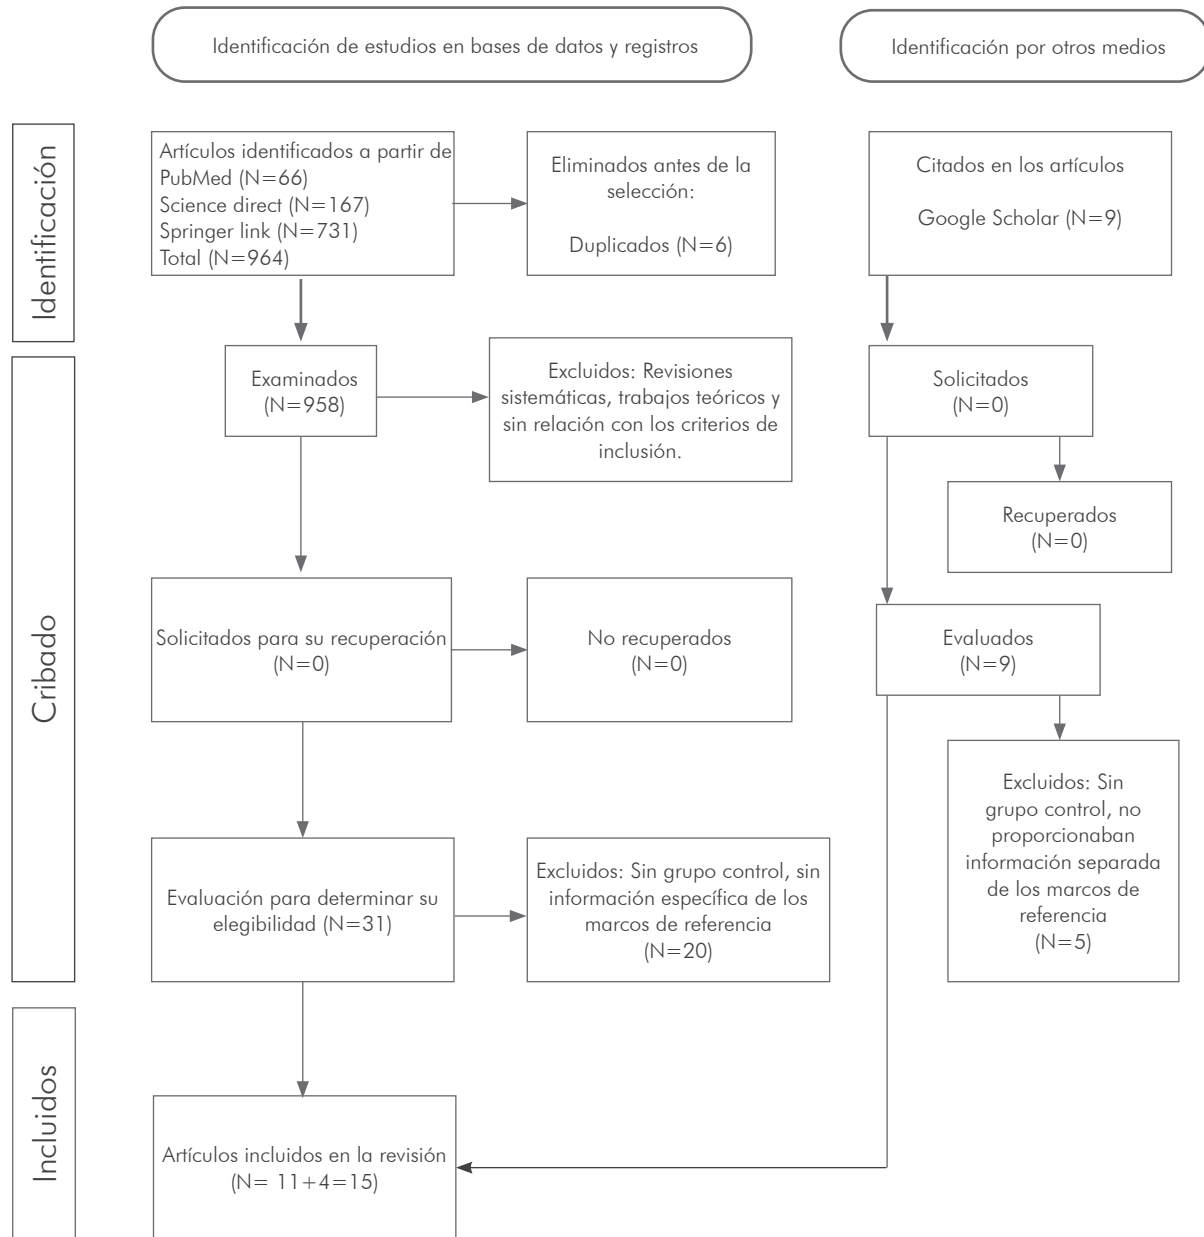 Identificación de estudios en bases de datos y registros
Identificación por otros medios
Identificación
Artículos identificados a partir de
PubMed (N=66)
Science direct (N=167)
Springer link (N=731)
Total (N=964)
Eliminados antes de la
selección:
Duplicados (N=6)
Citados en los artículos
Google Scholar (N=9)
Cribado
Examinados
(N=958)
Excluidos: Revisiones
sistemáticas, trabajos teóricos y
sin relación con los criterios de
inclusión.
Solicitados
(N=0)
Recuperados
(N=0)
Solicitados para su recuperación
(N=0)
No recuperados
(N=0)
Evaluados
(N=9)
Evaluación para determinar su
elegibilidad (N=31)
Excluidos: Sin grupo control, sin
información específica de los
marcos de referencia
(N=20)
Excluidos: Sin
grupo control, no
proporcionaban
información separada
de los marcos de
referencia
(N=5)
Incluidos
Artículos incluidos en la revisión
(N= 11+4=15)